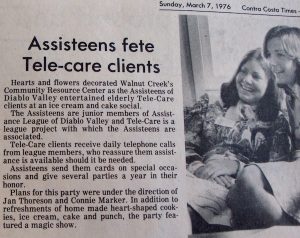 Sunday, March 7, 1976 Contra Costa Times
Assisteens fete
Tele-care clients
Hearts and flowers decorated Walnut Creek's
Community Resource Center as the Assisteens of
Diablo Valley entertained elderly Tele-Care
clients at an ice cream and cake social.
The Assisteens are junior members of Assist-
ance League of Diablo Valley and Tele-Care is a
league project with which the Assisteens are
associated.
Tele-Care clients receive daily telephone calls
from league members, who reassure them assist-
ance is available should it be needed.
Assisteens send them cards on special occa-
sions and give several parties a year in their
honor.
Plans for this party were under the direction of
Jan Thoreson and Connie Marker. In addition to
refreshments of home made heart-shaped cook-
ies, ice cream, cake and punch, the party fea-
tured a magic show.